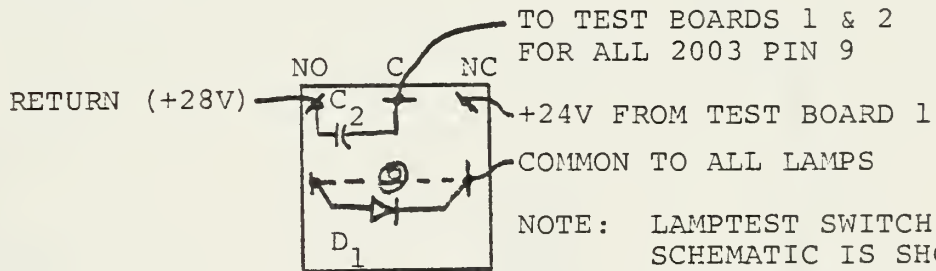 TO TEST BOARDS 1 & 2
FOR ALL 2003 PIN 9
NO C NC
RETURN (+28V)
C2
+24V FROM TEST BOARD 1
COMMON TO ALL LAMPS
D1
NOTE: LAMPTEST SWITCH
SCHEMATIC IS